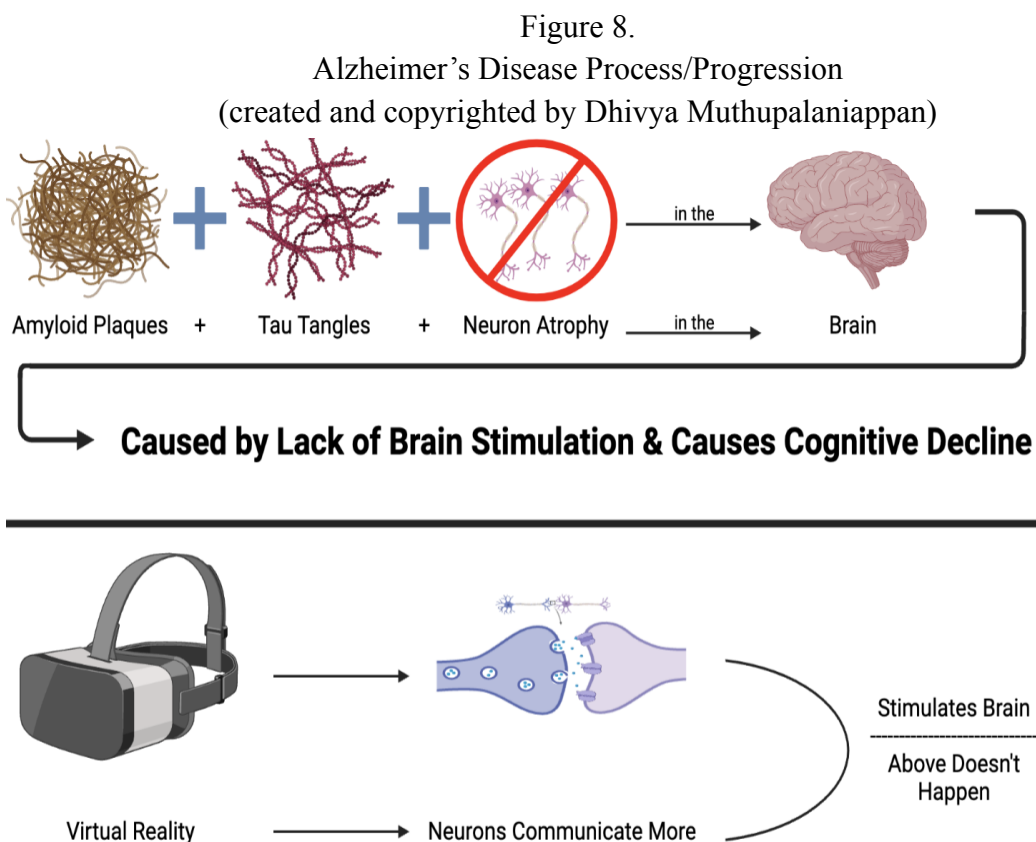 Figure 8.
Alzheimer’s Disease Process/Progression
(created and copyrighted by Dhivya Muthupalaniappan)
in the
Amyloid Plaques + Tau Tangles + Neuron Atrophy in the Brain
Caused by Lack of Brain Stimulation & Causes Cognitive Decline
Stimulates Brain
Above Doesn't
Happen
Virtual Reality Neurons Communicate More